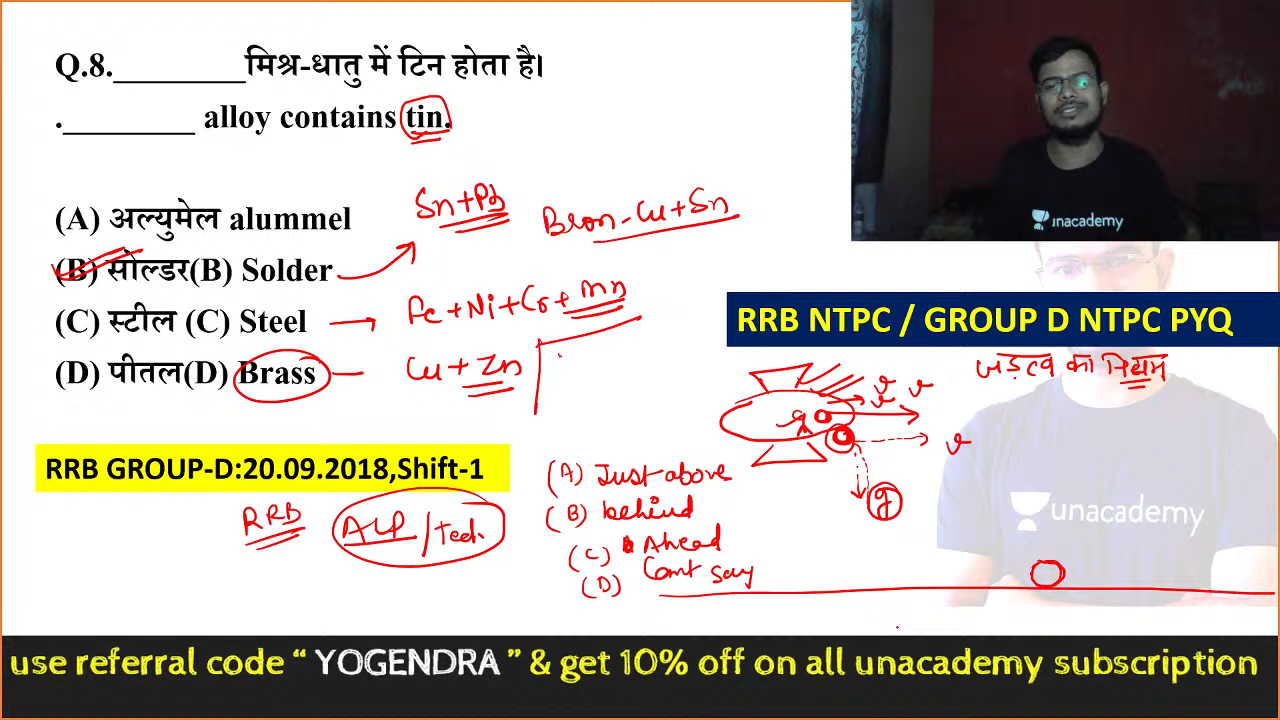 Q.8.________मिश्र-धातु में टिन होता है।
.________ alloy contains tin.
(A) अल्युमेल alummel
(B) सोल्डर(B) Solder
(C) स्टील (C) Steel
(D) पीतल(D) Brass
Sn+Pb
Bron-Cu+Sn
Fe+Ni+Cr+Mn
Cu+Zn
unacademy
RRB NTPC / GROUP D NTPC PYQ
जड़त्व का नियम
v v
v v
v
g
RRB GROUP-D:20.09.2018,Shift-1
RRB ALP/Tech.
(A) Just above
(B) behind
(C) Ahead
(D) Cant say
unacademy
use referral code “ YOGENDRA ” & get 10% off on all unacademy subscription